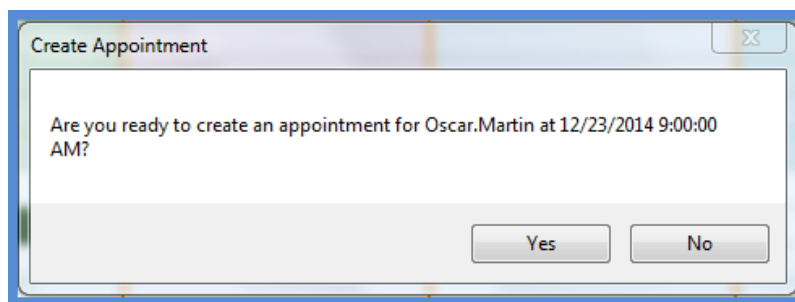 Create Appointment
Are you ready to create an appointment for Oscar.Martin at 12/23/2014 9:00:00
AM?
Yes No